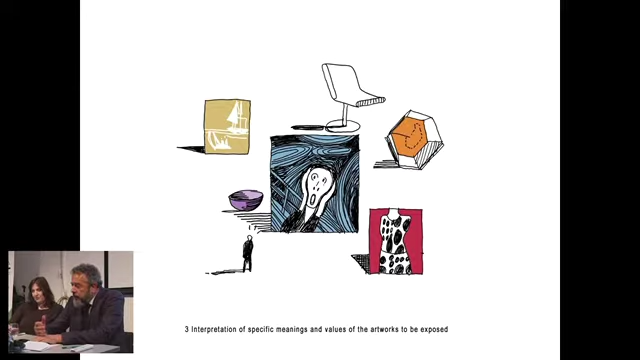 3 Interpretation of specific meanings and values of the artworks to be exposed